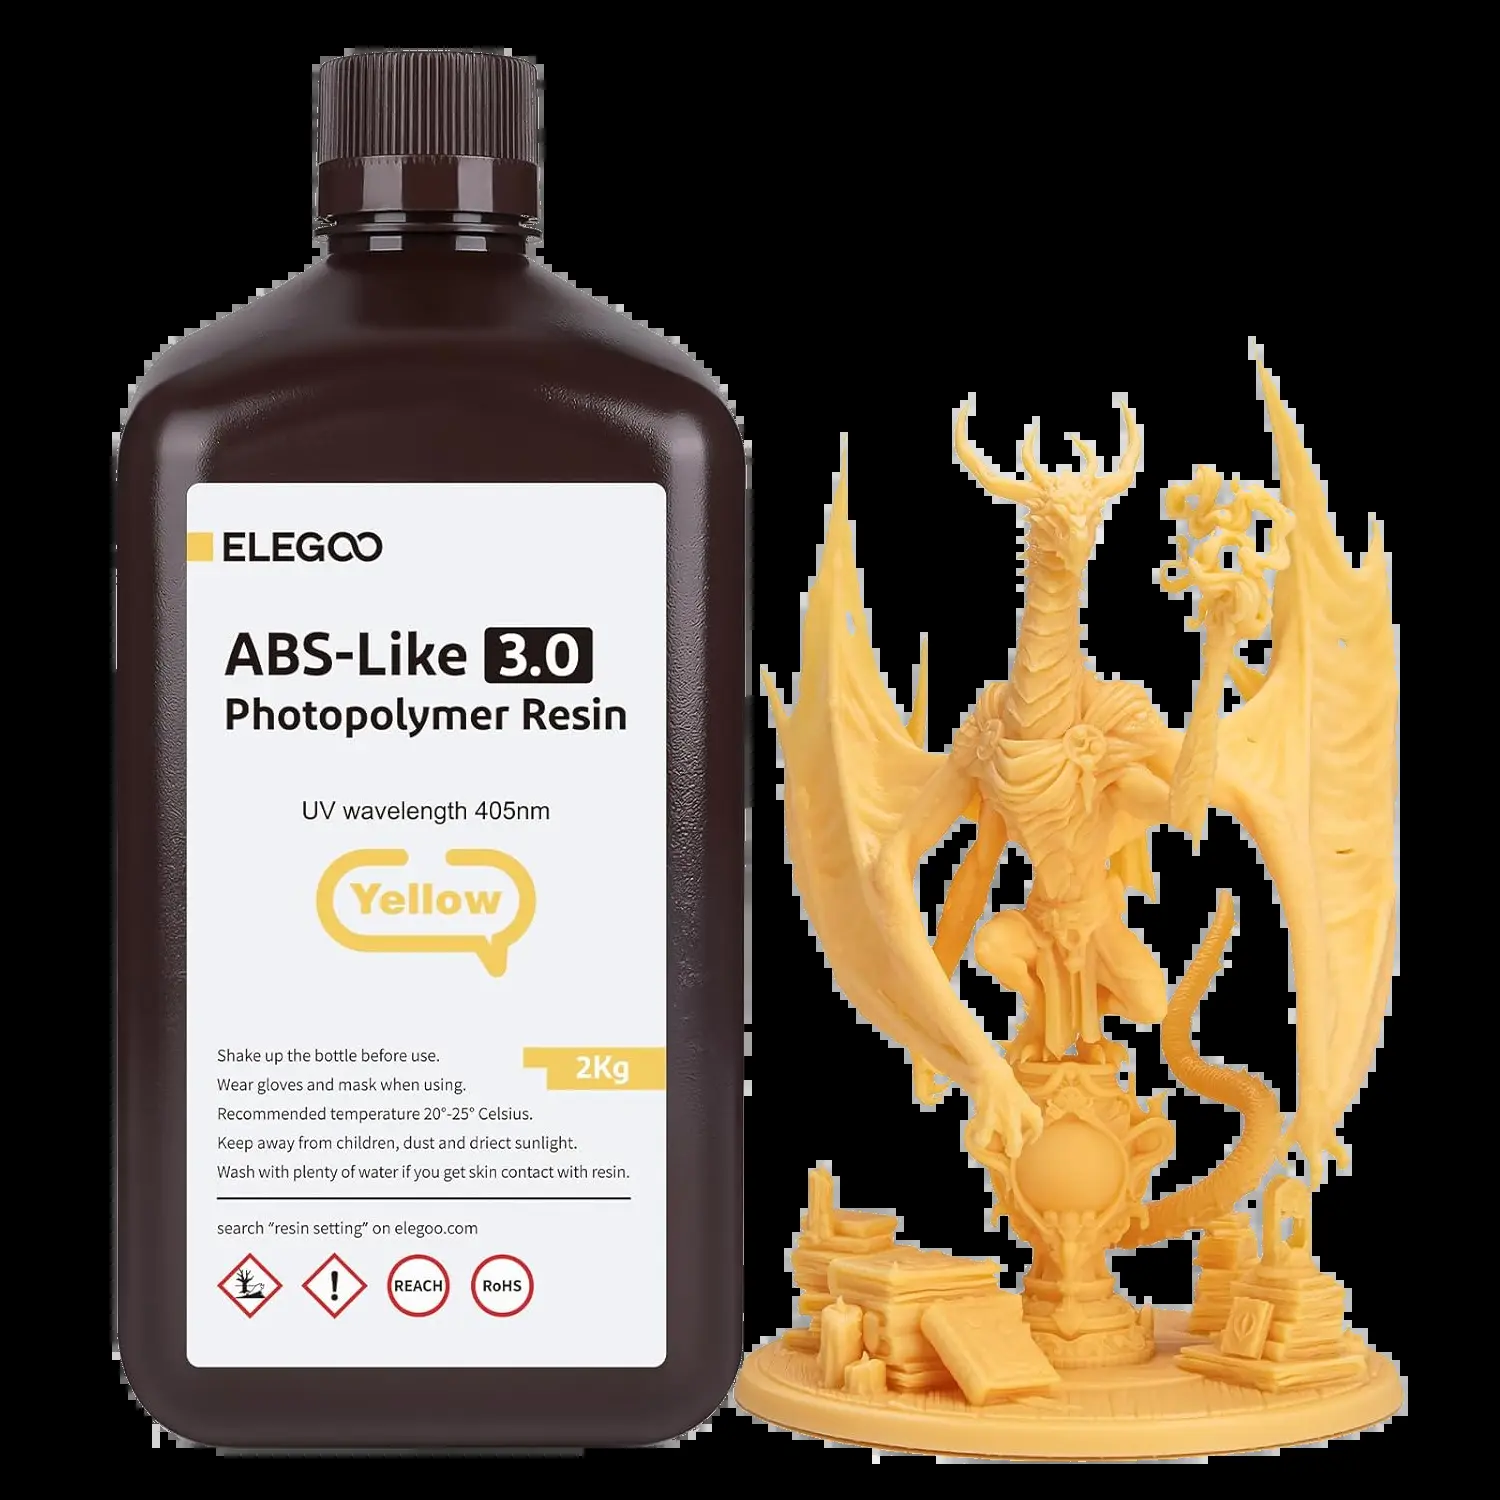 ELEGOO
ABS-Like 3.0
Photopolymer Resin
UV wavelength 405nm
Yellow
2Kg
Shake up the bottle before use.
Wear gloves and mask when using.
Recommended temperature 20°-25° Celsius.
Keep away from children, dust and driect sunlight.
Wash with plenty of water if you get skin contact with resin.
search “resin setting” on elegoo.com
REACH
RoHS